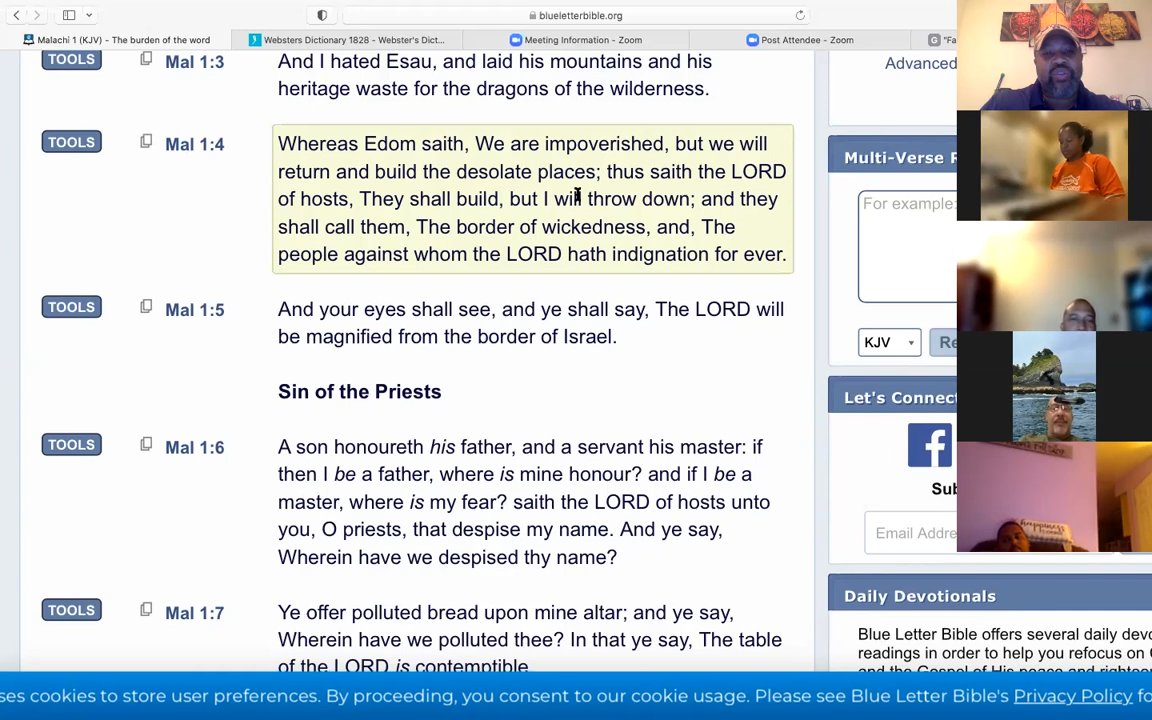 blueletterbible.org
Malachi 1 (KJV) - The burden of the word
Websters Dictionary 1828 - Webster's Dict...
Meeting Information - Zoom
Post Attendee - Zoom
G "Fa
TOOLS
Mal 1:3
And I hated Esau, and laid his mountains and his
heritage waste for the dragons of the wilderness.
TOOLS
Mal 1:4
Whereas Edom saith, We are impoverished, but we will
return and build the desolate places; thus saith the LORD
of hosts, They shall build, but I will throw down; and they
shall call them, The border of wickedness, and, The
people against whom the LORD hath indignation for ever.
TOOLS
Mal 1:5
And your eyes shall see, and ye shall say, The LORD will
be magnified from the border of Israel.
Sin of the Priests
TOOLS
Mal 1:6
A son honoureth his father, and a servant his master: if
then I be a father, where is mine honour? and if I be a
master, where is my fear? saith the LORD of hosts unto
you, O priests, that despise my name. And ye say,
Wherein have we despised thy name?
TOOLS
Mal 1:7
Ye offer polluted bread upon mine altar; and ye say,
Wherein have we polluted thee? In that ye say, The table
of the LORD is contemptible.
Advanced
Multi-Verse R
For example:
KJV
Re
Let's Connec
Sub
Email Addre
happiness
Daily Devotionals
Blue Letter Bible offers several daily devo
readings in order to help you refocus on C
and the Gospel of His peace and righteo
ses cookies to store user preferences. By proceeding, you consent to our cookie usage. Please see Blue Letter Bible's Privacy Policy fo